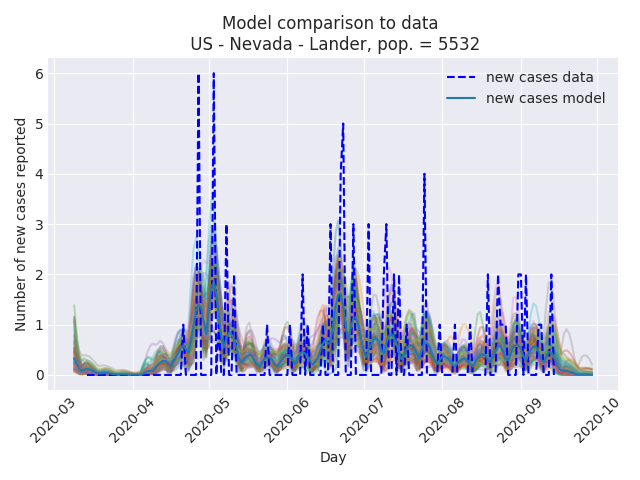 Model comparison to data
US - Nevada - Lander, pop. = 5532
new cases data
new cases model
Number of new cases reported
6
5
4
3
2
1
0
2020-03
2020-04
2020-05
2020-06
2020-07
2020-08
2020-09
2020-10
Day